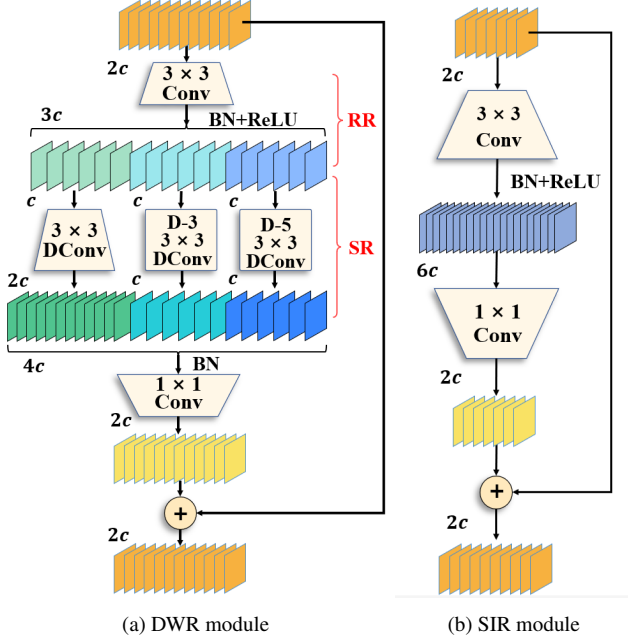 2c
3 × 3
Conv
3c
BN+ReLU
RR
c
c
c
3 × 3
DConv
D-3
3 × 3
DConv
D-5
3 × 3
DConv
SR
2c
c
c
4c
BN
1 × 1
Conv
2c
+
2c
(a) DWR module
2c
3 × 3
Conv
BN+ReLU
6c
1 × 1
Conv
2c
+
2c
(b) SIR module